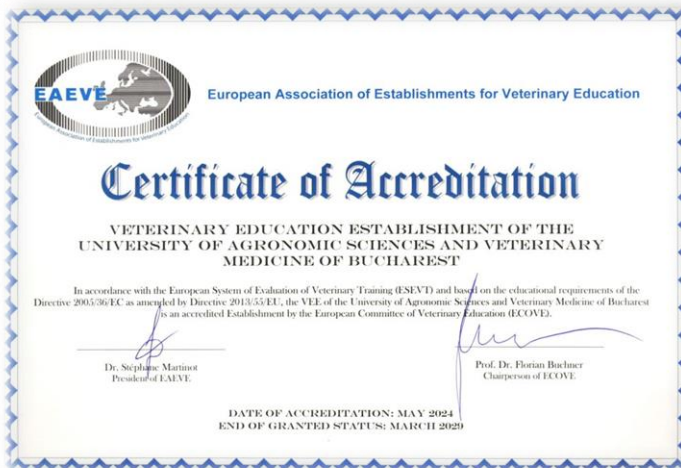 EAEVE
European Association of Establishments for Veterinary Education
European Association of Establishments for Veterinary Education
Certificate of Accreditation
VETERINARY EDUCATION ESTABLISHMENT OF THE
UNIVERSITY OF AGRONOMIC SCIENCES AND VETERINARY
MEDICINE OF BUCHAREST
In accordance with the European System of Evaluation of Veterinary Training (ESEVT) and based on the educational requirements of the
Directive 2005/36/EC as amended by Directive 2013/55/EU, the VEE of the University of Agronomic Sciences and Veterinary Medicine of Bucharest
is an accredited Establishment by the European Committee of Veterinary Education (ECOVE).
Dr. Stéphane Martinot
President of EAEVE
Prof. Dr. Florian Buchner
Chairperson of ECOVE
DATE OF ACCREDITATION: MAY 2024
END OF GRANTED STATUS: MARCH 2029